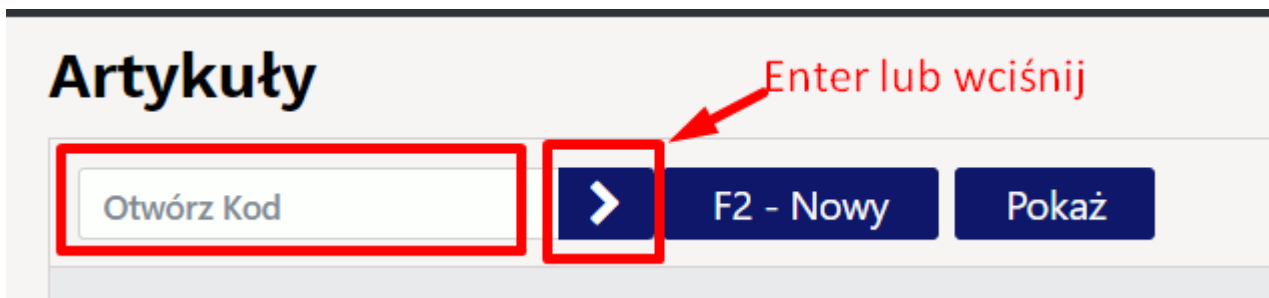 Artykuły
Enter lub wciśnij
Otwórz Kod
F2 - Nowy
Pokaż